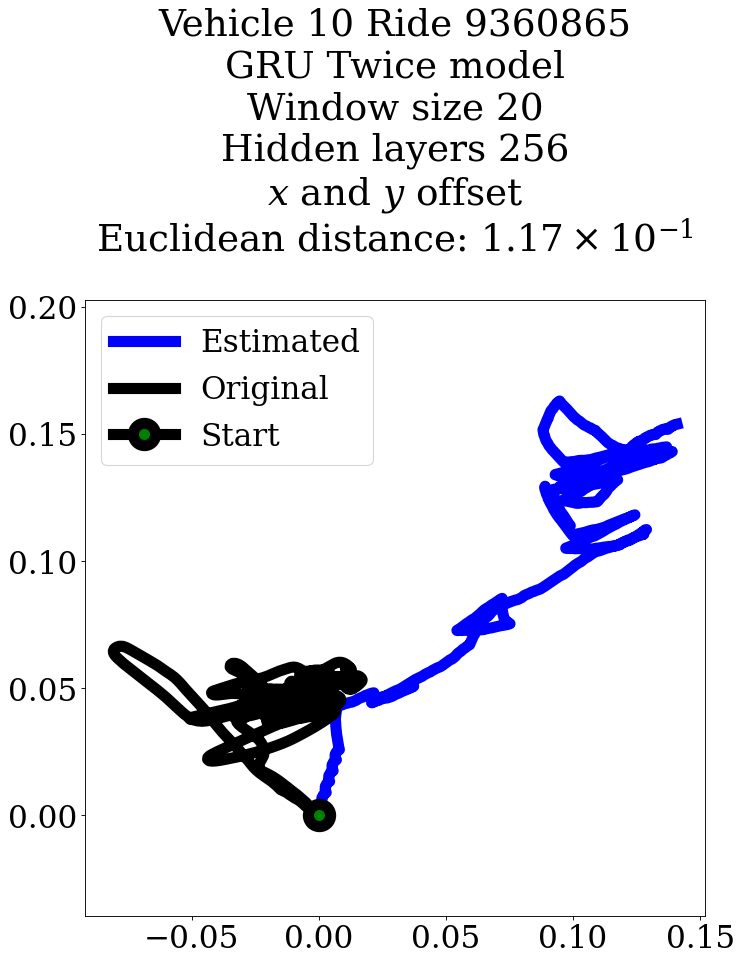 Vehicle 10 Ride 9360865
GRU Twice model
Window size 20
Hidden layers 256
x and y offset
Euclidean distance: 1.17 × 10⁻¹
0.20
0.15
0.10
0.05
0.00
Estimated
Original
Start
−0.05 0.00 0.05 0.10 0.15